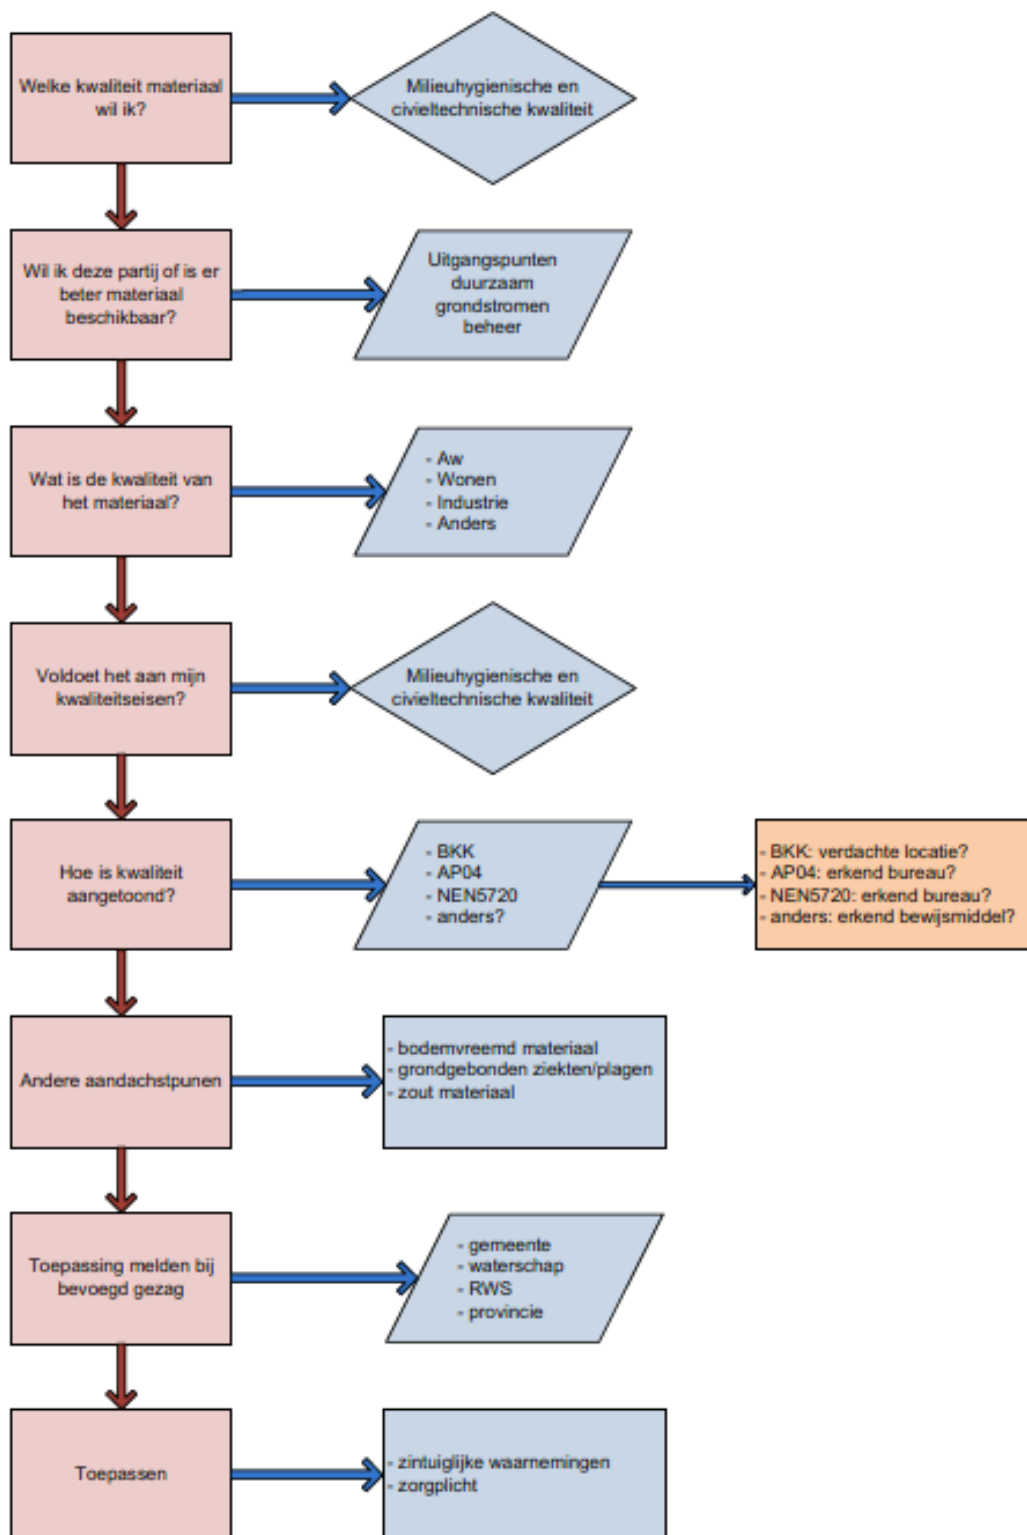 Welke kwaliteit materiaal
wil ik?
Milieuhygienische en
civieltechnische kwaliteit
Wil ik deze partij of is er
beter materiaal
beschikbaar?
Uitgangspunten
duurzaam
grondstromen
beheer
Wat is de kwaliteit van
het materiaal?
- Aw
- Wonen
- Industrie
- Anders
Voldoet het aan mijn
kwaliteitseisen?
Milieuhygienische en
civieltechnische kwaliteit
Hoe is kwaliteit
aangetoond?
- BKK
- AP04
- NEN5720
- anders?
- BKK: verdachte locatie?
- AP04: erkend bureau?
- NEN5720: erkend bureau?
- anders: erkend bewijsmiddel?
Andere aandachstpunen
- bodemvreemd materiaal
- grondgebonden ziekten/plagen
- zout materiaal
Toepassing melden bij
bevoegd gezag
- gemeente
- waterschap
- RWS
- provincie
Toepassen
- zintuiglijke waarnemingen
- zorgplicht